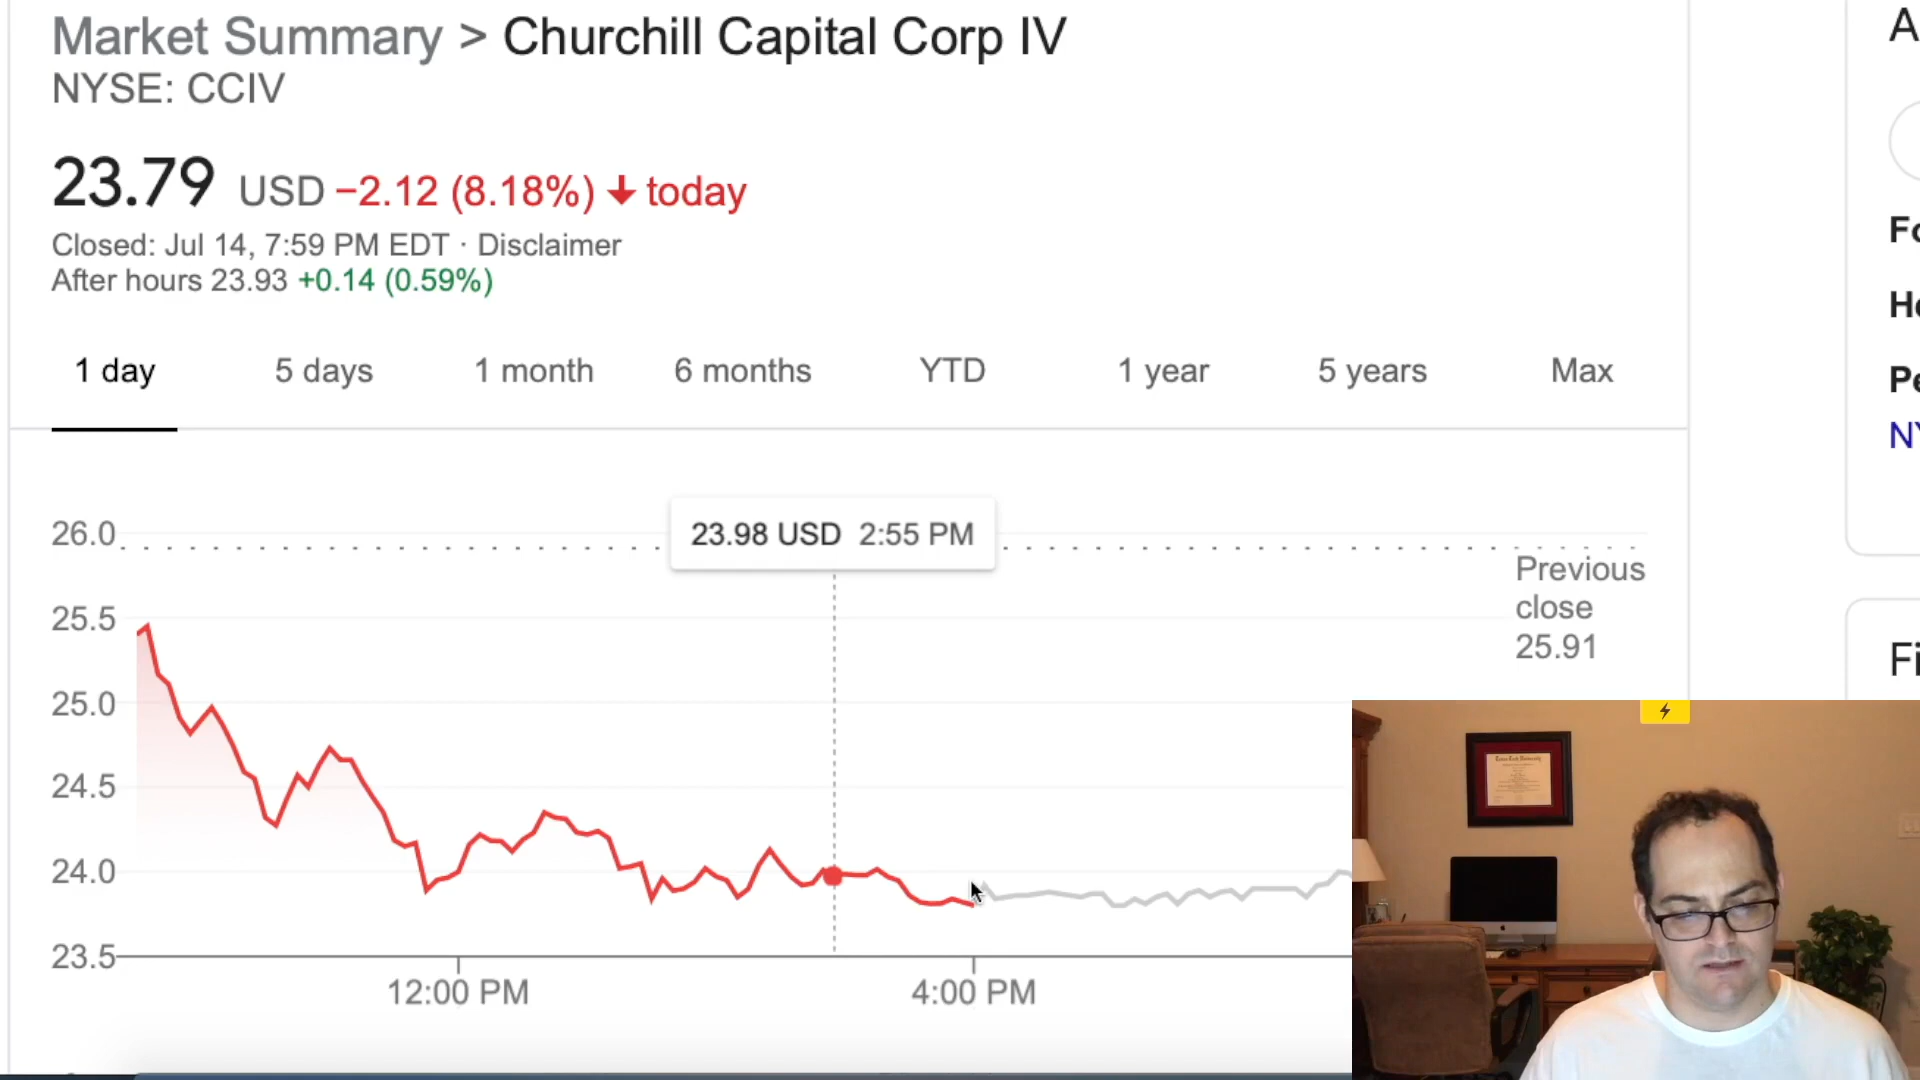 Market Summary > Churchill Capital Corp IV
NYSE: CCIV
23.79 USD −2.12 (8.18%) ↓ today
Closed: Jul 14, 7:59 PM EDT · Disclaimer
After hours 23.93 +0.14 (0.59%)
1 day 5 days 1 month 6 months YTD 1 year 5 years Max
23.98 USD 2:55 PM
26.0
25.5
25.0
24.5
24.0
23.5
Previous
close
25.91
12:00 PM 4:00 PM
Texas Tech University